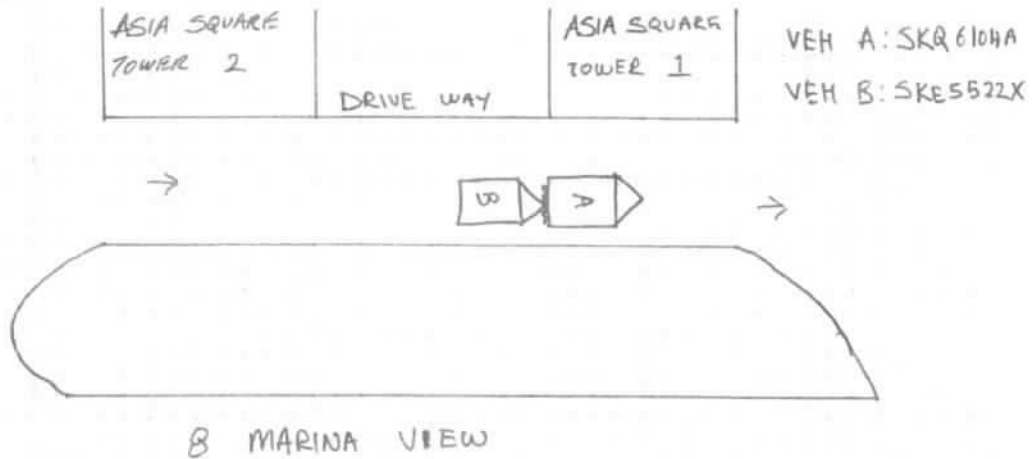 ASIA SQUARE
TOWER 2
DRIVE WAY
ASIA SQUARE
TOWER 1
VEH A: SKQ6104A
VEH B: SKE5522X
B
A
8 MARINA VIEW